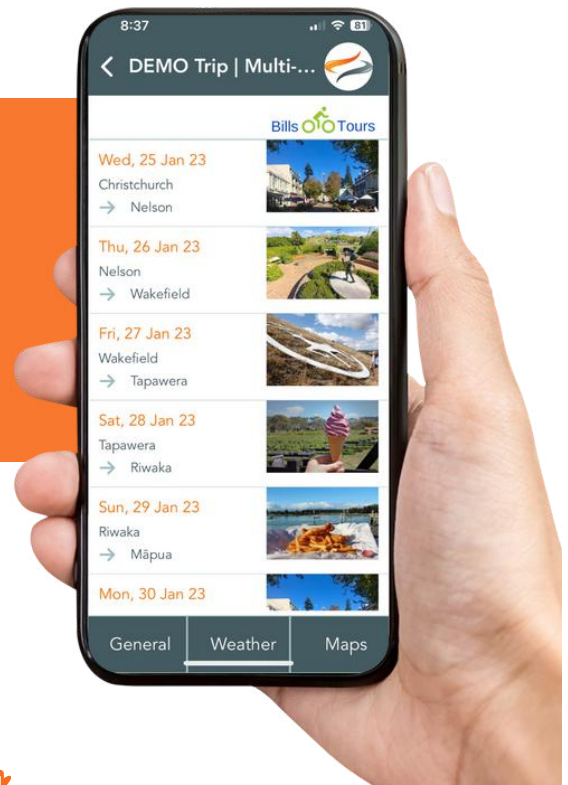 8:37
81
DEMO Trip | Multi-...
Bills Tours
Wed, 25 Jan 23
Christchurch
→ Nelson
Thu, 26 Jan 23
Nelson
→ Wakefield
Fri, 27 Jan 23
Wakefield
→ Tapawera
Sat, 28 Jan 23
Tapawera
→ Riwaka
Sun, 29 Jan 23
Riwaka
→ Māpua
Mon, 30 Jan 23
General
Weather
Maps